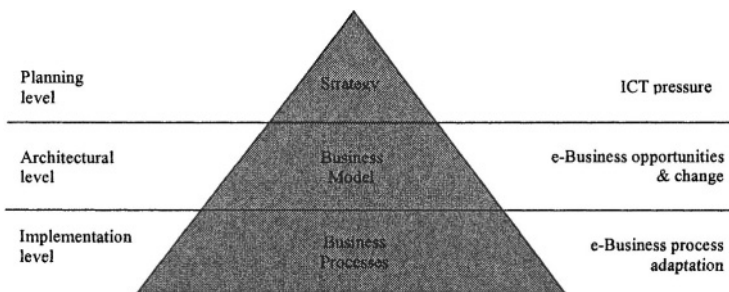 Planning
level
Strategy
ICT pressure
Architectural
level
Business
Model
e-Business opportunities
& change
Implementation
level
Business
Processes
e-Business process
adaptation